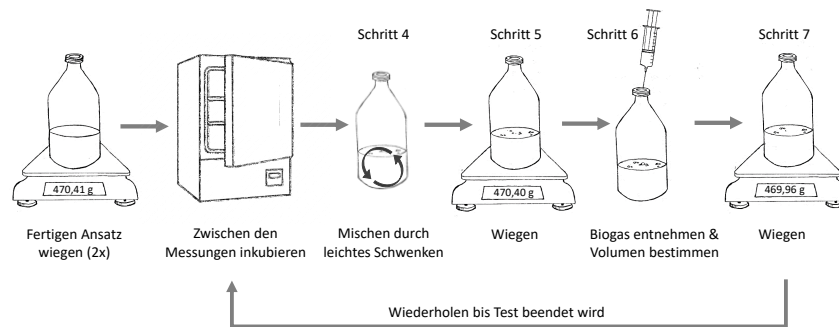 Schritt 4
Schritt 5
Schritt 6
Schritt 7
470,41 g
470,40 g
469,96 g
Fertigen Ansatz
wiegen (2x)
Zwischen den
Messungen inkubieren
Mischen durch
leichtes Schwenken
Wiegen
Biogas entnehmen &
Volumen bestimmen
Wiegen
Wiederholen bis Test beendet wird